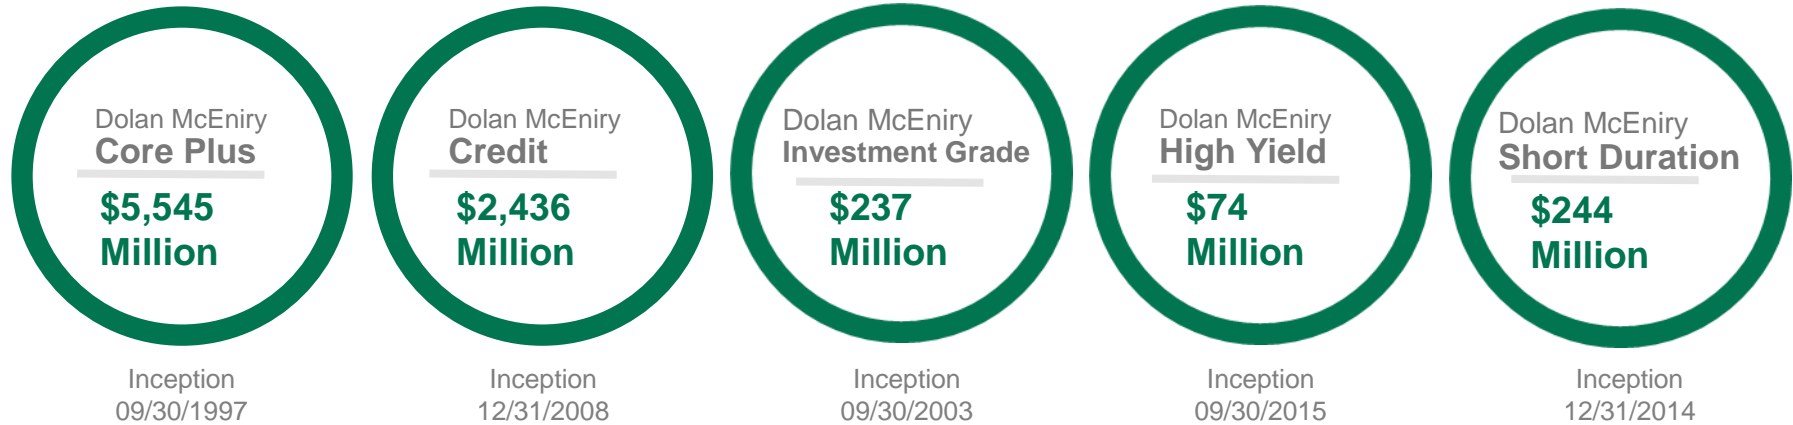 Dolan McEniry
Core Plus
$5,545
Million
Inception
09/30/1997
Dolan McEniry
Credit
$2,436
Million
Inception
12/31/2008
Dolan McEniry
Investment Grade
$237
Million
Inception
09/30/2003
Dolan McEniry
High Yield
$74
Million
Inception
09/30/2015
Dolan McEniry
Short Duration
$244
Million
Inception
12/31/2014